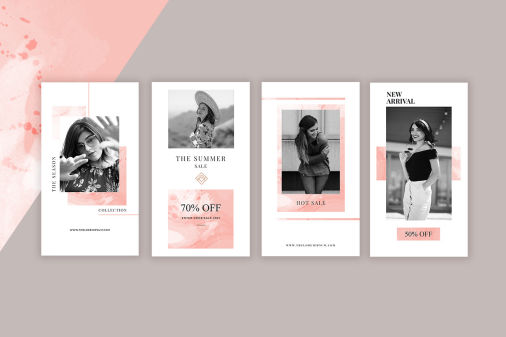 THE SEASON
COLLECTION
THE SUMMER
SALE
70% OFF
HOT SALE
NEW
ARRIVAL
50% OFF